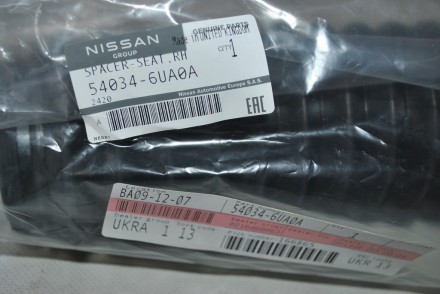 NISSAN
GROUP
GENUINE PARTS
Made in UNITED KINGDOM
SPACER-SEAT.RH
QTY 1
54034-6UA0A
2420
A
Nissan Automotive Europe S.A.S.
EAC
BA09-12-07
54034-6UA0A
UKRA 1 13
UKR 13